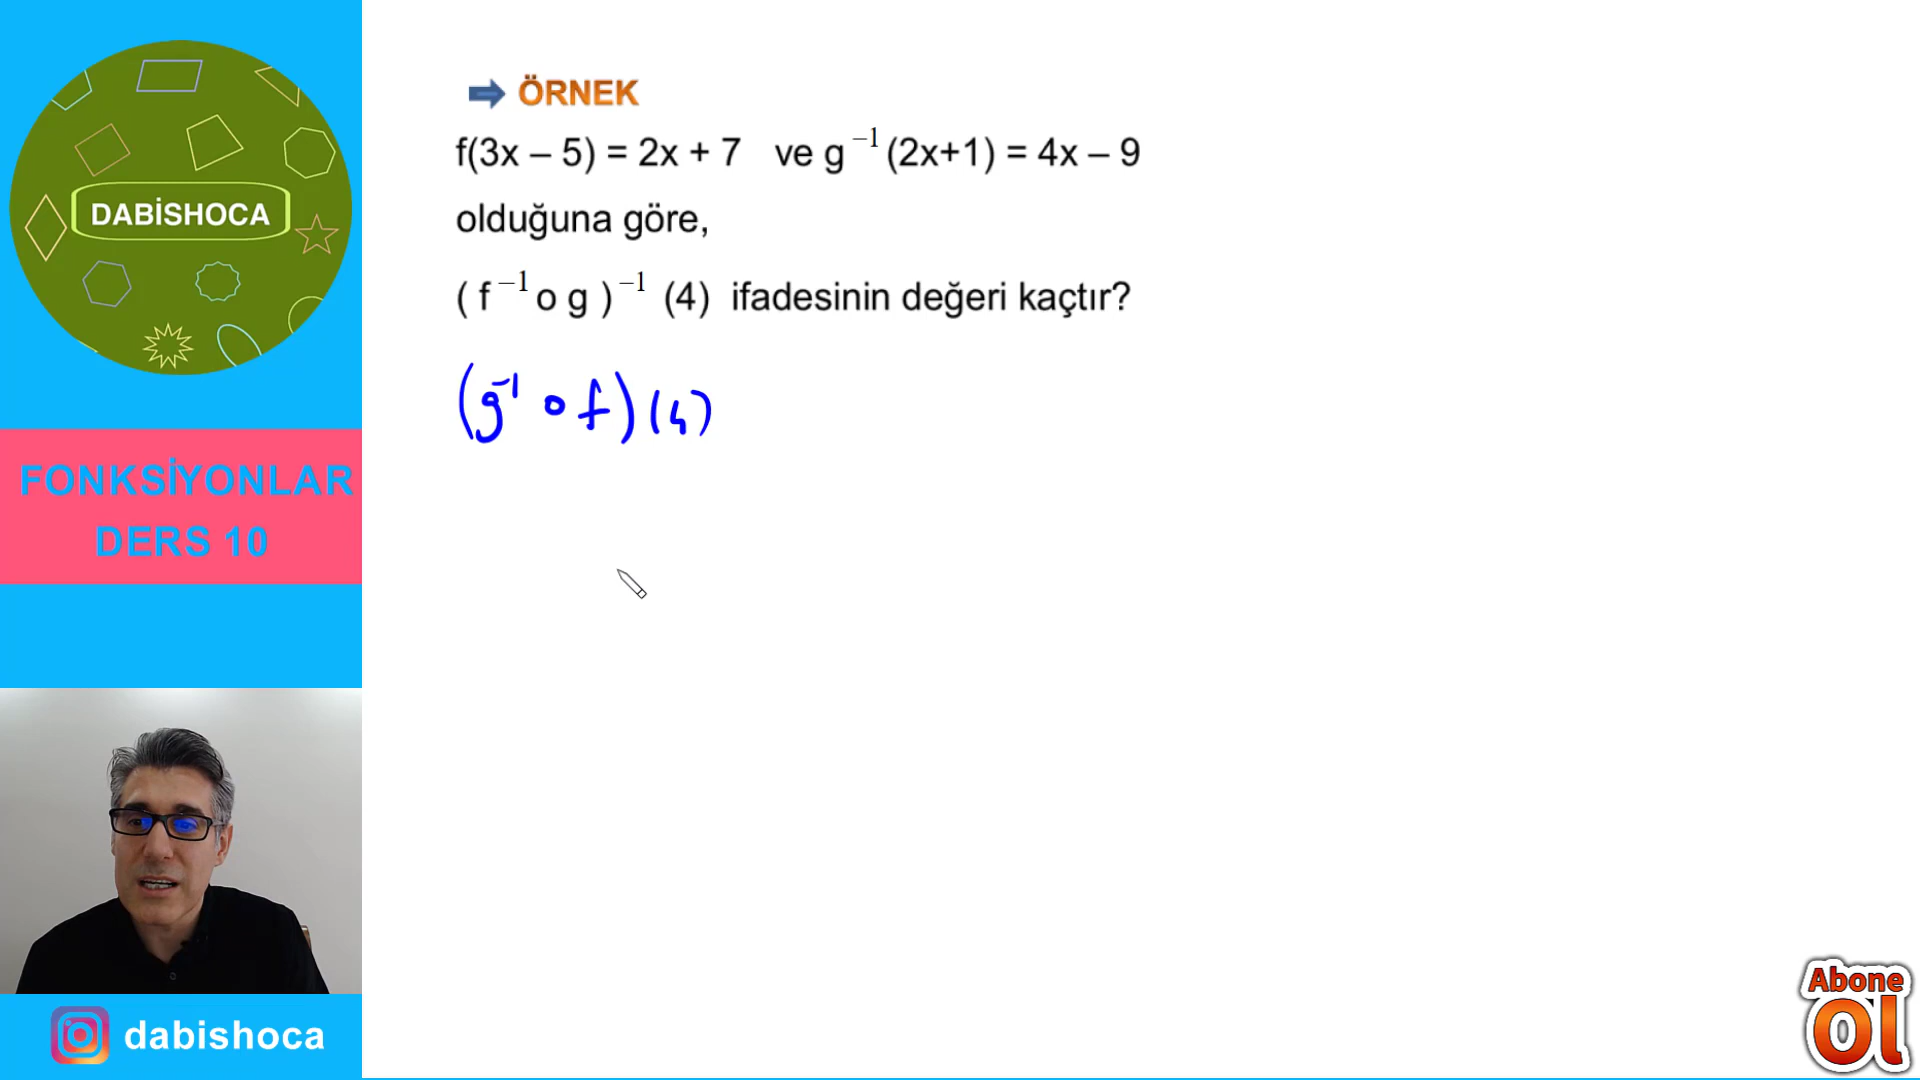 DABİSHOCA
FONKSİYONLAR
DERS 10
dabishoca
ÖRNEK
f(3x – 5) = 2x + 7 ve g⁻¹(2x+1) = 4x – 9
olduğuna göre,
( f⁻¹ o g )⁻¹ (4) ifadesinin değeri kaçtır?
(g⁻¹ o f)(4)
Abone
Ol